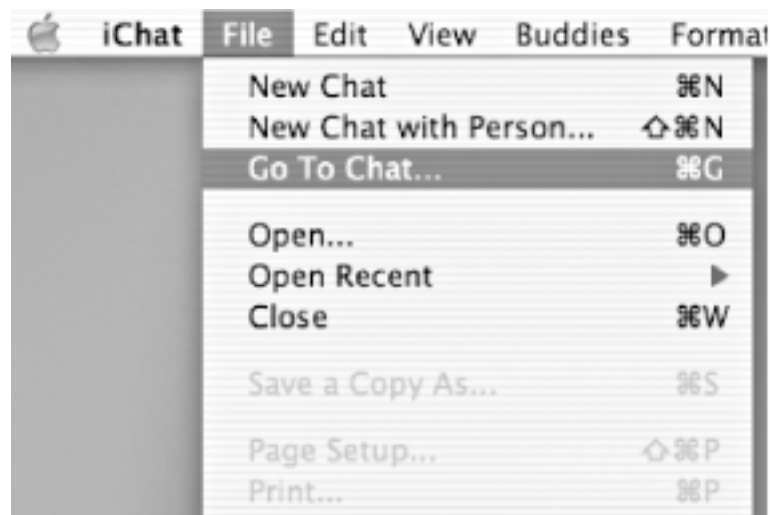 iChat File Edit View Buddies Format
New Chat ⌘N
New Chat with Person... ⇧⌘N
Go To Chat... ⌘G
Open... ⌘O
Open Recent ▶
Close ⌘W
Save a Copy As... ⌘S
Page Setup... ⇧⌘P
Print... ⌘P